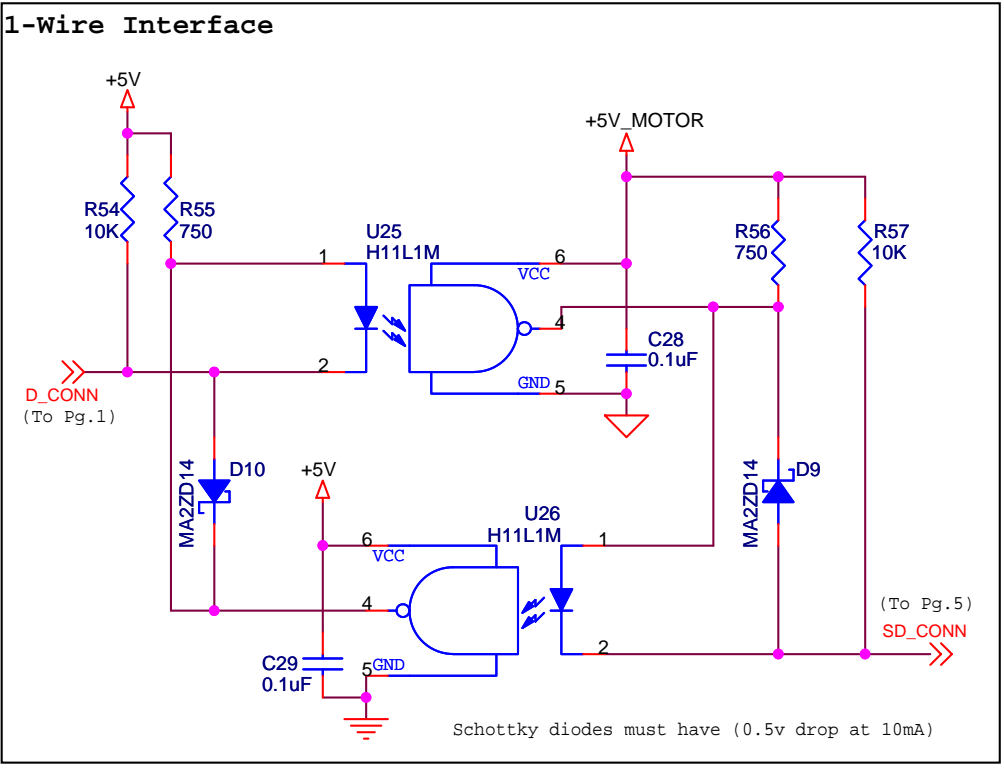 1-Wire Interface
+5V
+5V_MOTOR
R54
10K
R55
750
U25
H11L1M
R56
750
R57
10K
1
6
VCC
4
C28
0.1uF
2
GND
5
D_CONN
(To Pg.1)
MA2ZD14
D10
+5V
MA2ZD14
D9
U26
H11L1M
6
VCC
1
4
(To Pg.5)
SD_CONN
2
C29
0.1uF
5
GND
Schottky diodes must have (0.5v drop at 10mA)